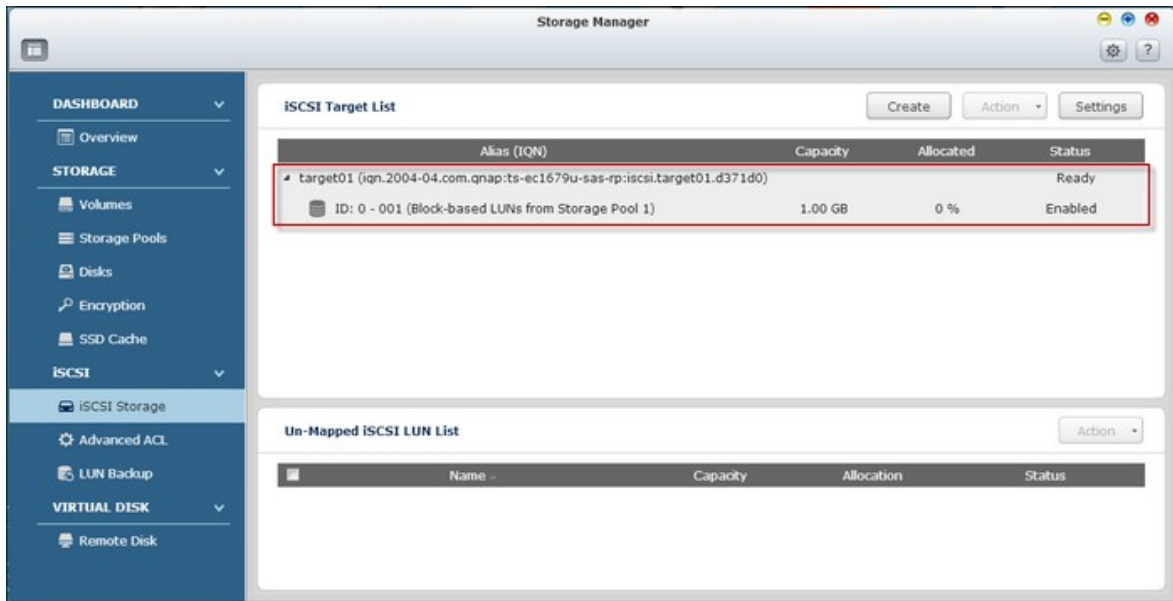 Storage Manager
?
DASHBOARD
Overview
STORAGE
Volumes
Storage Pools
Disks
Encryption
SSD Cache
iSCSI
iSCSI Storage
Advanced ACL
LUN Backup
VIRTUAL DISK
Remote Disk
iSCSI Target List Create Action Settings
Alias (IQN) Capacity Allocated Status
target01 (iqn.2004-04.com.qnap:ts-ec1679u-sas-rp:iscsi.target01.d371d0) Ready
ID: 0 - 001 (Block-based LUNs from Storage Pool 1) 1.00 GB 0 % Enabled
Un-Mapped iSCSI LUN List Action
Name Capacity Allocation Status